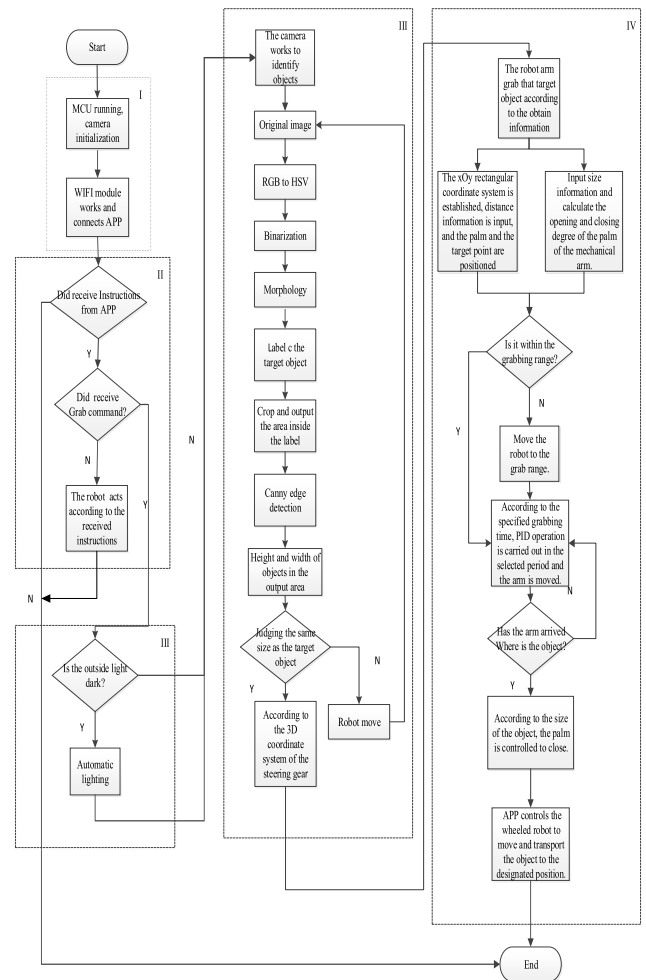 Start
I
MCU running,
camera
initialization
WIFI module
works and
connects APP
II
Did receive Instructions
from APP
Y
Did receive
Grab command?
N
Y
The robot acts
according to the
received
instructions
N
N
III
Is the outside light
dark?
Y
Automatic
lighting
III
The camera
works to
identify
objects
Original image
RGB to HSV
Binarization
Morphology
Label c the
target object
Crop and output
the area inside
the label
Canny edge
detection
Height and width of
objects in the
output area
Judging the same
size as the target
object
N
Y
According to
the 3D
coordinate
system of the
steering gear
Robot move
IV
The robot arm
grab that target
object according
to the obtain
information
The xOy rectangular
coordinate system is
established, distance
information is input,
and the palm and the
target point are
positioned
Input size
information and
calculate the
opening and closing
degree of the palm
of the mechanical
arm.
Is it within the
grabbing range?
N
Y
Move the
robot to the
grab range.
According to the
specified grabbing
time, PID operation
is carried out in the
selected period and
the arm is moved.
N
Has the arm arrived
Where is the object?
Y
According to the size
of the object, the palm
is controlled to close.
APP controls the
wheeled robot to
move and transport
the object to the
designated position.
End